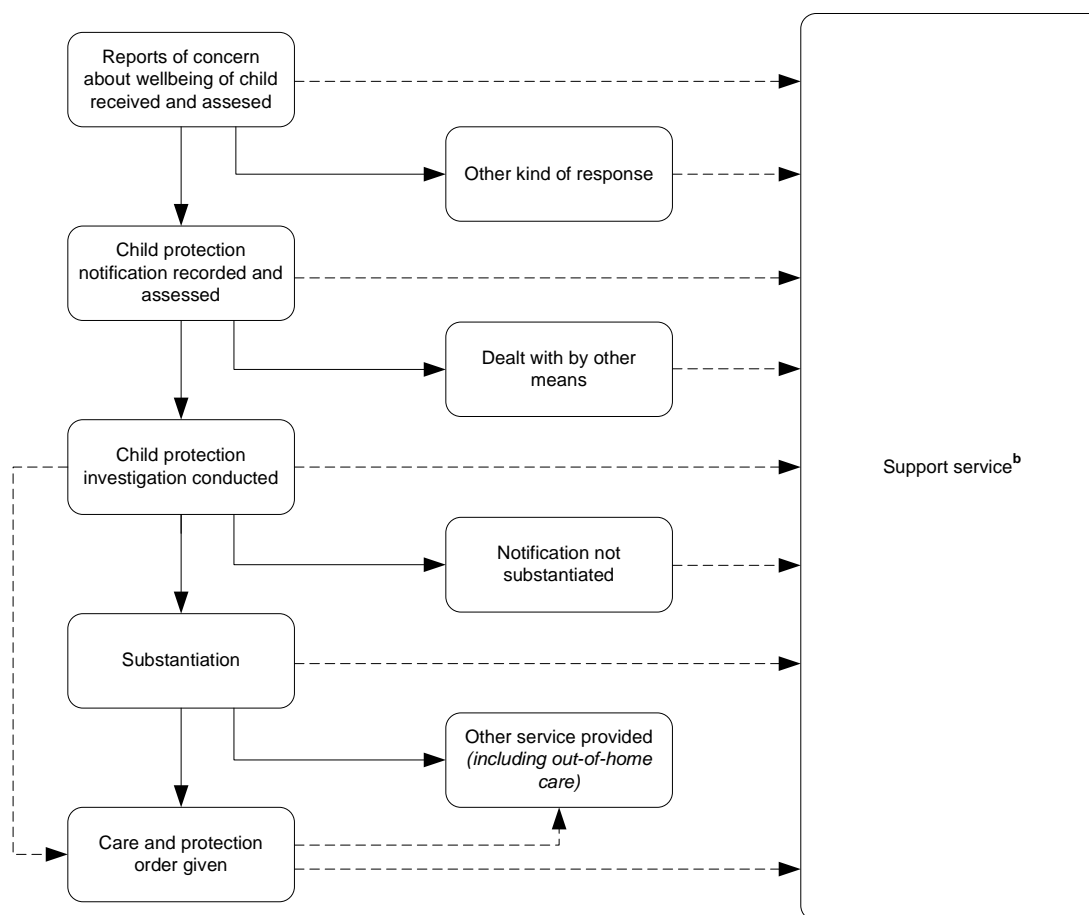 Reports of concern
about wellbeing of child
received and assesed
Other kind of response
Child protection
notification recorded and
assessed
Dealt with by other
means
Child protection
investigation conducted
Support serviceb
Notification not
substantiated
Substantiation
Other service provided
(including out-of-home
care)
Care and protection
order given